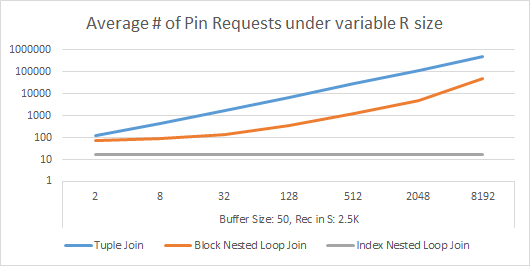 Average # of Pin Requests under variable R size
1000000
100000
10000
1000
100
10
1
2 8 32 128 512 2048 8192
Buffer Size: 50, Rec in S: 2.5K
Tuple Join Block Nested Loop Join Index Nested Loop Join